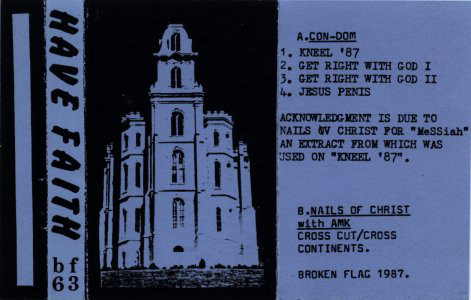 HAVE FAITH
bf
63
A.CON-DOM
1. KNEEL '87
2. GET RIGHT WITH GOD I
3. GET RIGHT WITH GOD II
4. JESUS PENIS
ACKNOWLEDGMENT IS DUE TO
NAILS OV CHRIST FOR "MeSSiah"
AN EXTRACT FROM WHICH WAS
USED ON "KNEEL '87".
B.NAILS OF CHRIST
with AMK
CROSS CUT/CROSS
CONTINENTS.
BROKEN FLAG 1987.